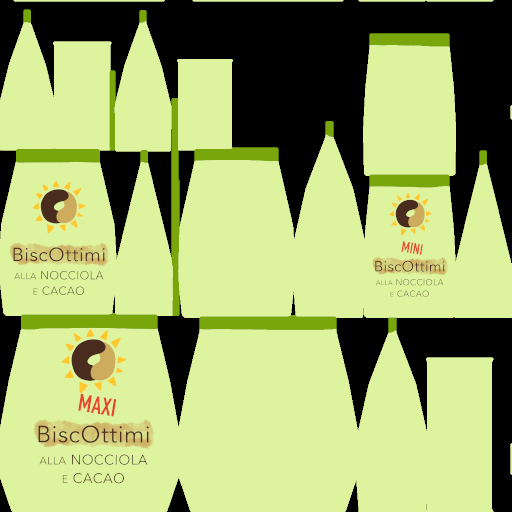 BiscOttimi
ALLA NOCCIOLA
E CACAO
MINI
BiscOttimi
ALLA NOCCIOLA
E CACAO
MAXI
BiscOttimi
ALLA NOCCIOLA
E CACAO